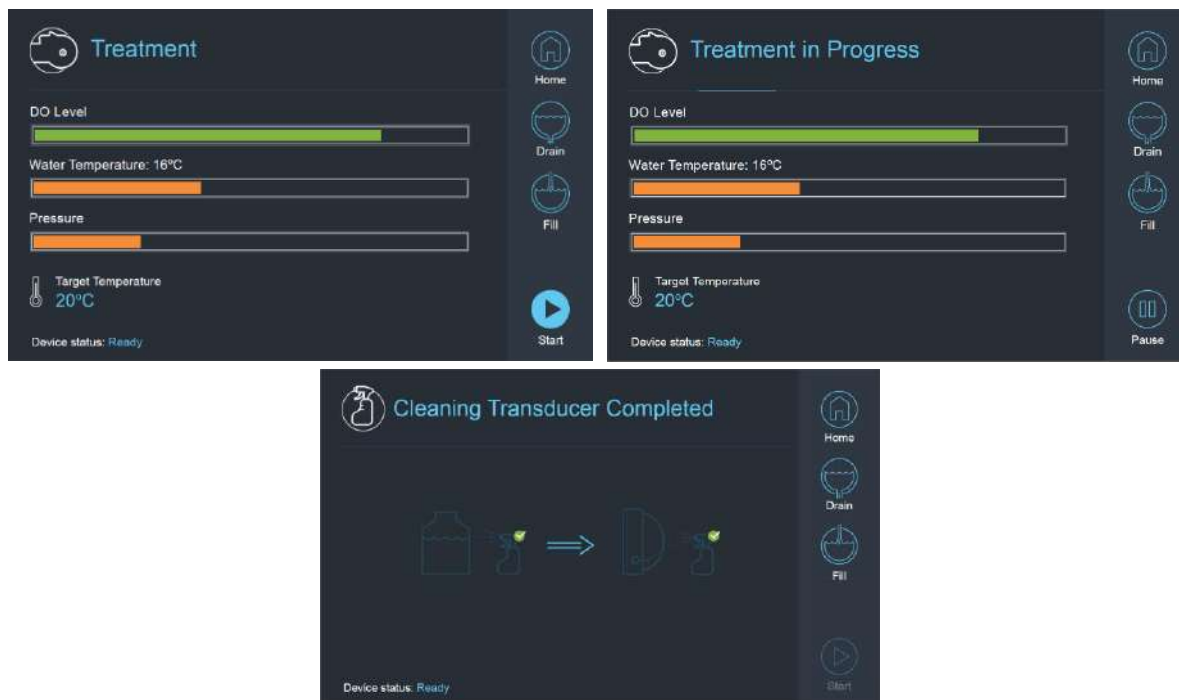 Treatment
Home
DO Level
Drain
Water Temperature: 16ºC
Fill
Pressure
Target Temperature
20ºC
Start
Device status: Ready
Treatment in Progress
Home
DO Level
Drain
Water Temperature: 16ºC
Fill
Pressure
Target Temperature
20ºC
Pause
Device status: Ready
Cleaning Transducer Completed
Home
Drain
Fill
Start
Device status: Ready